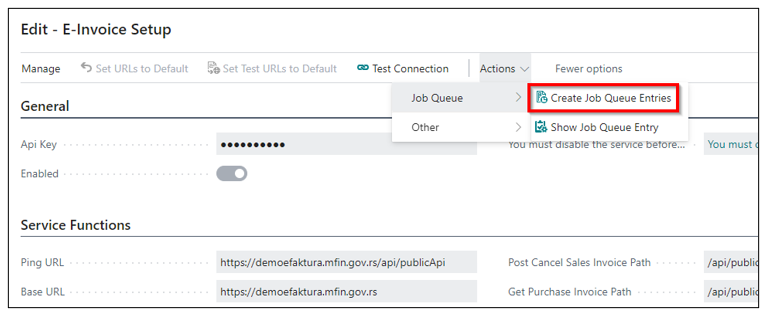 Edit - E-Invoice Setup
Manage Set URLs to Default Set Test URLs to Default Test Connection Actions Fewer options
Job Queue Create Job Queue Entries
General
Other Show Job Queue Entry
Api Key ●●●●●●●●●● You must disable the service before... You must d
Enabled
Service Functions
Ping URL https://demoefaktura.mfin.gov.rs/api/publicApi Post Cancel Sales Invoice Path /api/public
Base URL https://demoefaktura.mfin.gov.rs Get Purchase Invoice Path /api/public